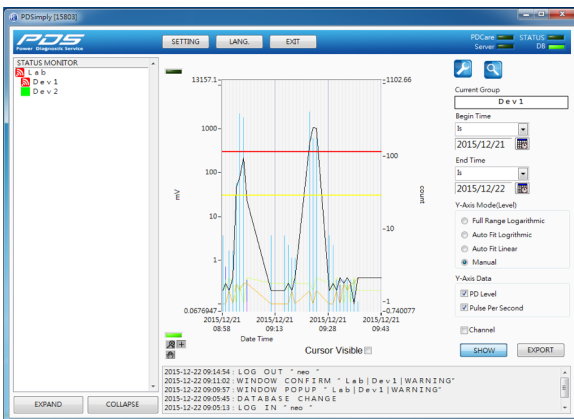 PDSimply [15803]
PDS
Power Diagnostic Service
SETTING LANG. EXIT
PDCare STATUS
Server DB
STATUS MONITOR
Lab
Dev1
Dev2
EXPAND COLLAPSE
13157.1 1102.66
1000
100 100
10 10
1 1
0.0676947 0.740077
mV
count
2015/12/21 2015/12/21 2015/12/21 2015/12/21
08:58 09:13 09:28 09:43
Date Time
Cursor Visible
Current Group
Dev1
Begin Time
Is
2015/12/21
End Time
Is
2015/12/22
Y-Axis Mode(Level)
Full Range Logarithmic
Auto Fit Logrithmic
Auto Fit Linear
Manual
Y-Axis Data
PD Level
Pulse Per Second
Channel
SHOW EXPORT
2015-12-22 09:14:54 : LOG OUT " neo "
2015-12-22 09:11:02 : WINDOW CONFIRM " Lab|Dev1|WARNING"
2015-12-22 09:09:57 : WINDOW POPUP " Lab|Dev1|WARNING"
2015-12-22 09:05:45 : DATABASE CHANGE
2015-12-22 09:05:13 : LOG IN " neo "